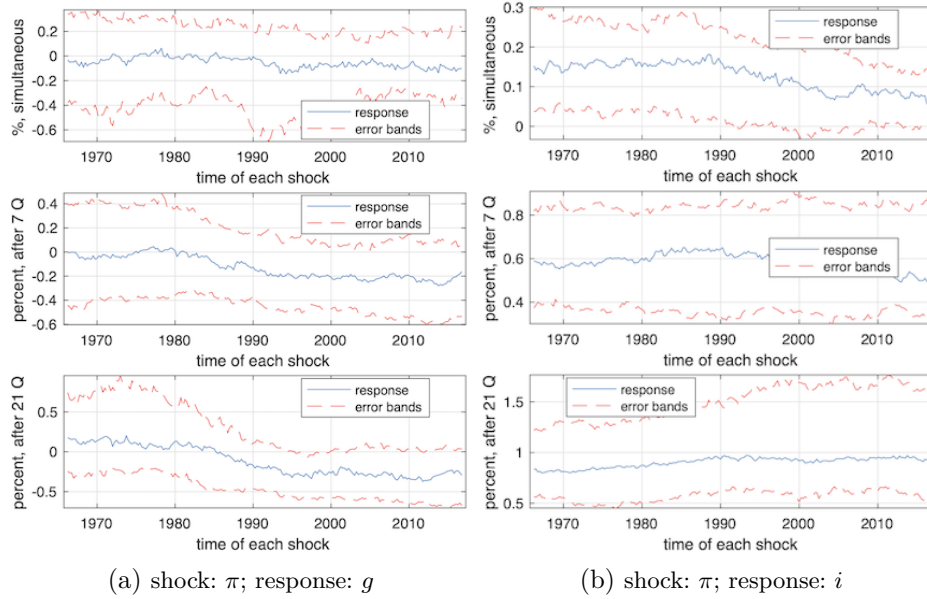 0.2
0
-0.2
-0.4
-0.6
%, simultaneous
response
error bands
1970 1980 1990 2000 2010
time of each shock
0.3
0.2
0.1
0
%, simultaneous
response
error bands
1970 1980 1990 2000 2010
time of each shock
0.4
0.2
0
-0.2
-0.4
-0.6
percent, after 7 Q
response
error bands
1970 1980 1990 2000 2010
time of each shock
0.8
0.6
0.4
percent, after 7 Q
response
error bands
1970 1980 1990 2000 2010
time of each shock
0.5
0
-0.5
percent, after 21 Q
response
error bands
1970 1980 1990 2000 2010
time of each shock
1.5
1
0.5
percent, after 21 Q
response
error bands
1970 1980 1990 2000 2010
time of each shock
(a) shock: π; response: g
(b) shock: π; response: i